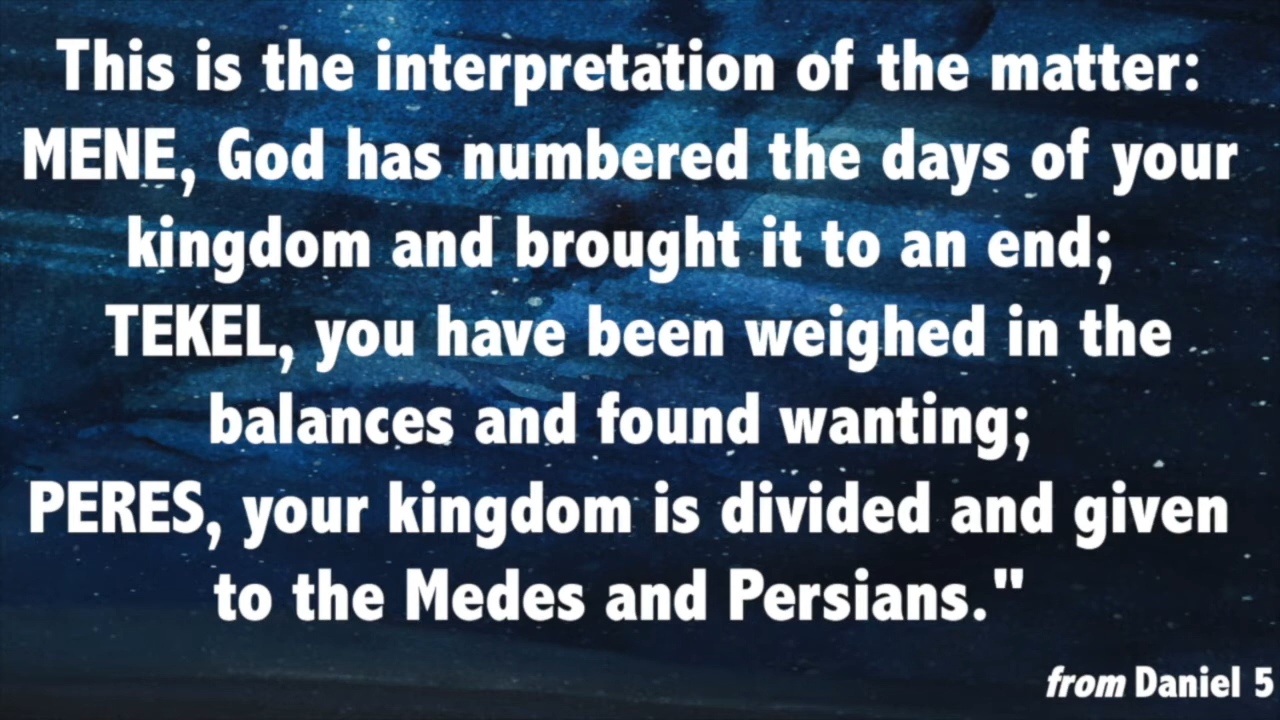 This is the interpretation of the matter:
MENE, God has numbered the days of your
kingdom and brought it to an end;
TEKEL, you have been weighed in the
balances and found wanting;
PERES, your kingdom is divided and given
to the Medes and Persians."
from Daniel 5